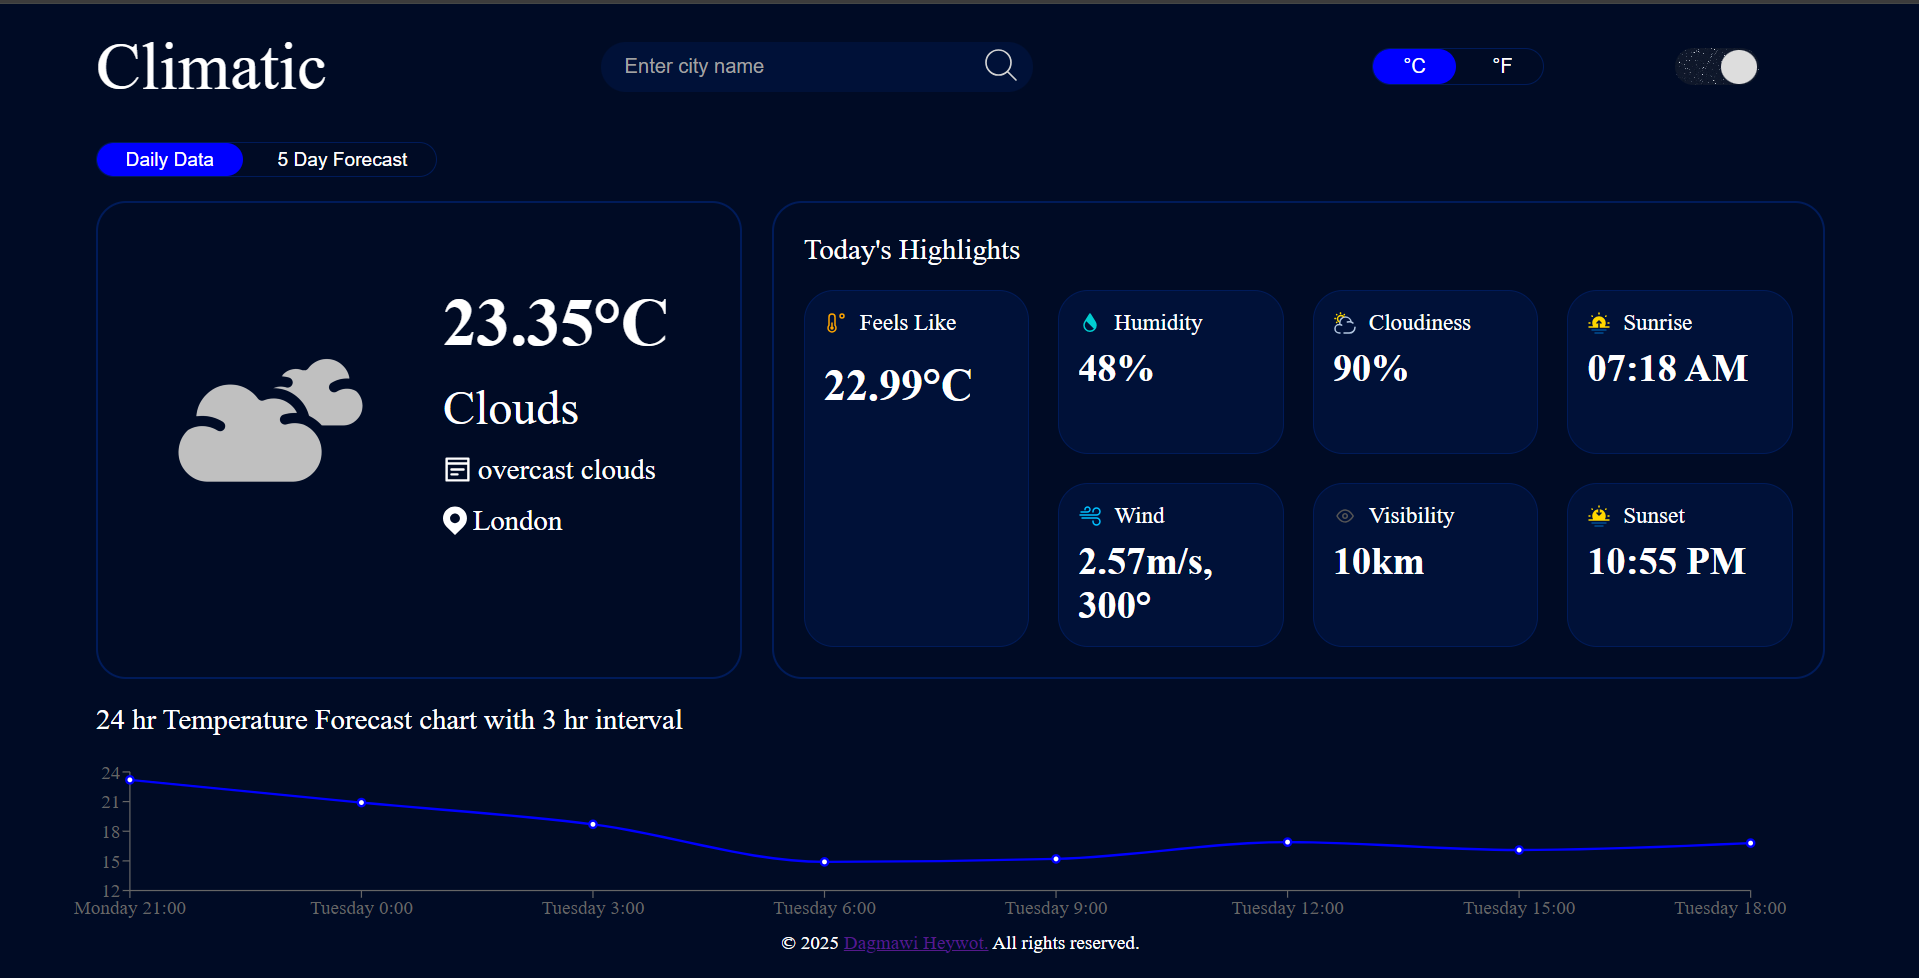 Climatic
Enter city name
°C
°F
Daily Data
5 Day Forecast
23.35°C
Clouds
overcast clouds
London
Today's Highlights
Feels Like
22.99°C
Humidity
48%
Cloudiness
90%
Sunrise
07:18 AM
Wind
2.57m/s,
300°
Visibility
10km
Sunset
10:55 PM
24 hr Temperature Forecast chart with 3 hr interval
24
21
18
15
12
Monday 21:00
Tuesday 0:00
Tuesday 3:00
Tuesday 6:00
Tuesday 9:00
Tuesday 12:00
Tuesday 15:00
Tuesday 18:00
© 2025 Dagmawi Heywot. All rights reserved.